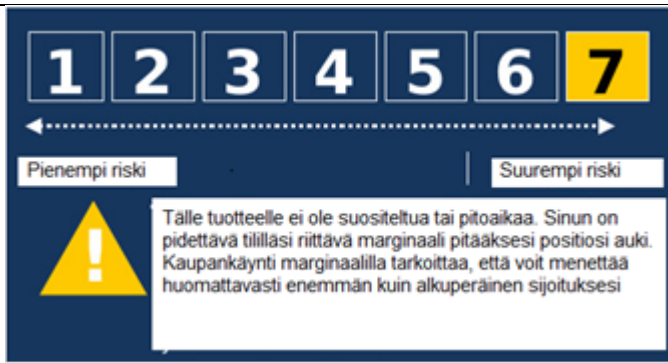 1 2 3 4 5 6 7
Pienempi riski Suurempi riski
!
Tälle tuotteelle ei ole suositeltua tai pitoaikaa. Sinun on
pidettävä tililläsi riittävä marginaali pitääksesi positiosi auki.
Kaupankäynti marginaalilla tarkoittaa, että voit menettää
huomattavasti enemmän kuin alkuperäinen sijoituksesi